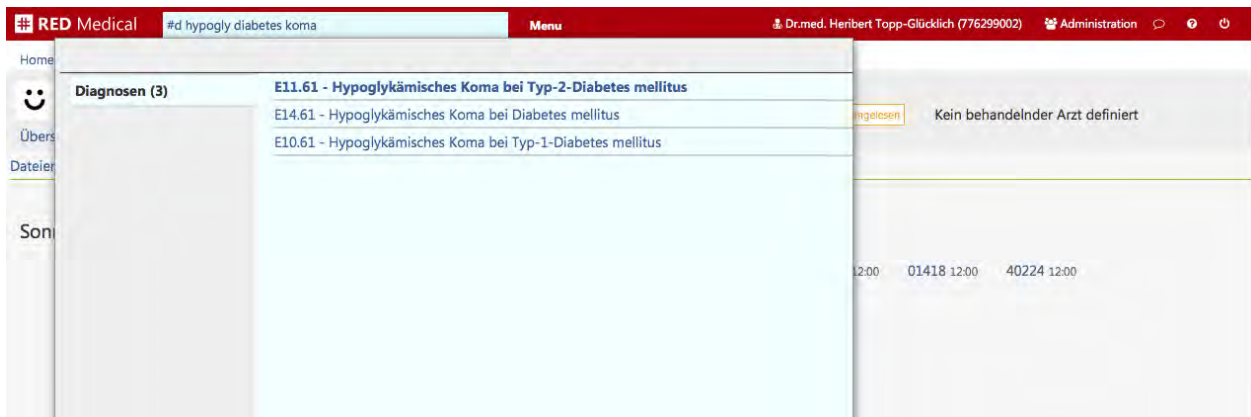 # RED Medical #d hypogly diabetes koma Menu Dr.med. Heribert Topp-Glücklich (776299002) Administration
Home
Diagnosen (3)
E11.61 - Hypoglykämisches Koma bei Typ-2-Diabetes mellitus
E14.61 - Hypoglykämisches Koma bei Diabetes mellitus
E10.61 - Hypoglykämisches Koma bei Typ-1-Diabetes mellitus
Kein behandelnder Arzt definiert
Übers
Dateier
Son
12:00 01418 12:00 40224 12:00